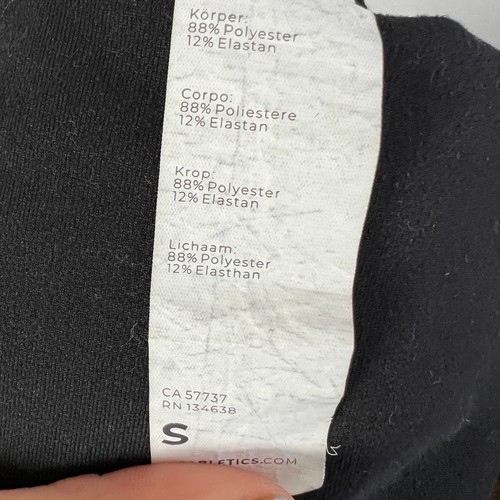 Körper:
88% Polyester
12% Elastan
Corpo:
88% Poliestere
12% Elastan
Krop:
88% Polyester
12% Elastan
Lichaam:
88% Polyester
12% Elasthan
CA 57737
RN 134638
S